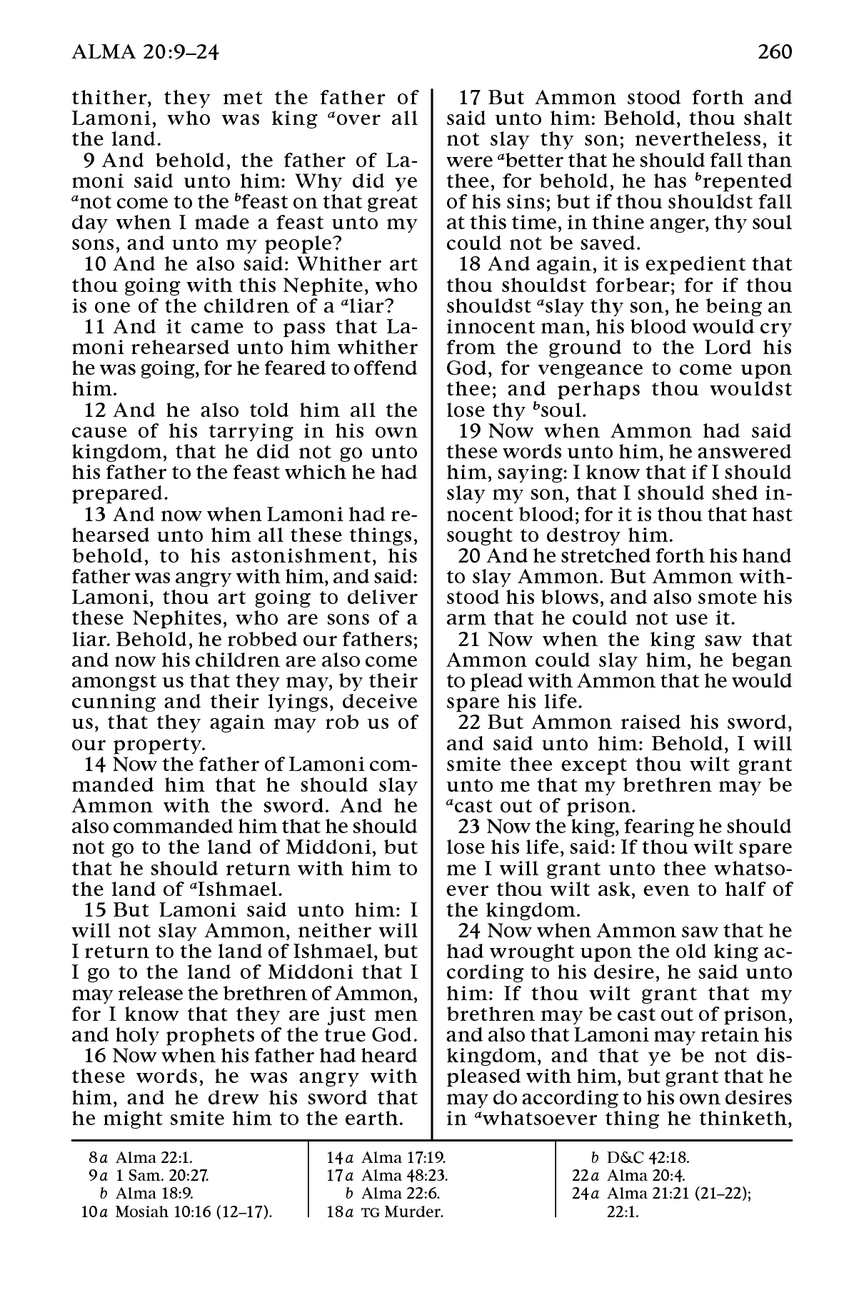 ALMA 20:9–24
260
thither, they met the father of
Lamoni, who was king ᵃover all
the land.
9 And behold, the father of La-
moni said unto him: Why did ye
ᵃnot come to the ᵇfeast on that great
day when I made a feast unto my
sons, and unto my people?
10 And he also said: Whither art
thou going with this Nephite, who
is one of the children of a ᵃliar?
11 And it came to pass that La-
moni rehearsed unto him whither
he was going, for he feared to offend
him.
12 And he also told him all the
cause of his tarrying in his own
kingdom, that he did not go unto
his father to the feast which he had
prepared.
13 And now when Lamoni had re-
hearsed unto him all these things,
behold, to his astonishment, his
father was angry with him, and said:
Lamoni, thou art going to deliver
these Nephites, who are sons of a
liar. Behold, he robbed our fathers;
and now his children are also come
amongst us that they may, by their
cunning and their lyings, deceive
us, that they again may rob us of
our property.
14 Now the father of Lamoni com-
manded him that he should slay
Ammon with the sword. And he
also commanded him that he should
not go to the land of Middoni, but
that he should return with him to
the land of ᵃIshmael.
15 But Lamoni said unto him: I
will not slay Ammon, neither will
I return to the land of Ishmael, but
I go to the land of Middoni that I
may release the brethren of Ammon,
for I know that they are just men
and holy prophets of the true God.
16 Now when his father had heard
these words, he was angry with
him, and he drew his sword that
he might smite him to the earth.
17 But Ammon stood forth and
said unto him: Behold, thou shalt
not slay thy son; nevertheless, it
were ᵃbetter that he should fall than
thee, for behold, he has ᵇrepented
of his sins; but if thou shouldst fall
at this time, in thine anger, thy soul
could not be saved.
18 And again, it is expedient that
thou shouldst forbear; for if thou
shouldst ᵃslay thy son, he being an
innocent man, his blood would cry
from the ground to the Lord his
God, for vengeance to come upon
thee; and perhaps thou wouldst
lose thy ᵇsoul.
19 Now when Ammon had said
these words unto him, he answered
him, saying: I know that if I should
slay my son, that I should shed in-
nocent blood; for it is thou that hast
sought to destroy him.
20 And he stretched forth his hand
to slay Ammon. But Ammon with-
stood his blows, and also smote his
arm that he could not use it.
21 Now when the king saw that
Ammon could slay him, he began
to plead with Ammon that he would
spare his life.
22 But Ammon raised his sword,
and said unto him: Behold, I will
smite thee except thou wilt grant
unto me that my brethren may be
ᵃcast out of prison.
23 Now the king, fearing he should
lose his life, said: If thou wilt spare
me I will grant unto thee whatso-
ever thou wilt ask, even to half of
the kingdom.
24 Now when Ammon saw that he
had wrought upon the old king ac-
cording to his desire, he said unto
him: If thou wilt grant that my
brethren may be cast out of prison,
and also that Lamoni may retain his
kingdom, and that ye be not dis-
pleased with him, but grant that he
may do according to his own desires
in ᵃwhatsoever thing he thinketh,
8a Alma 22:1.
9a 1 Sam. 20:27.
b Alma 18:9.
10a Mosiah 10:16 (12–17).
14a Alma 17:19.
17a Alma 48:23.
b Alma 22:6.
18a TG Murder.
b D&C 42:18.
22a Alma 20:4.
24a Alma 21:21 (21–22);
22:1.